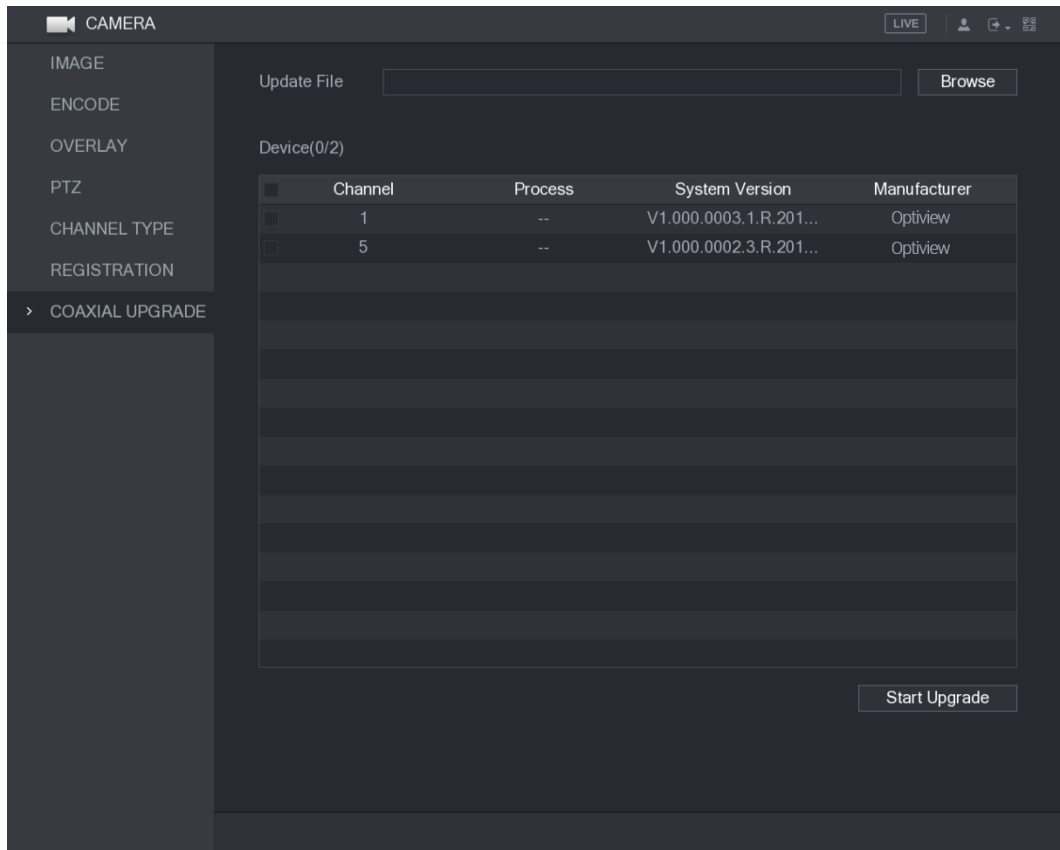 CAMERA LIVE
IMAGE
ENCODE
OVERLAY
PTZ
CHANNEL TYPE
REGISTRATION
> COAXIAL UPGRADE
Update File Browse
Device(0/2)
Channel Process System Version Manufacturer
1 -- V1.000.0003.1.R.201... Optiview
5 -- V1.000.0002.3.R.201... Optiview
Start Upgrade